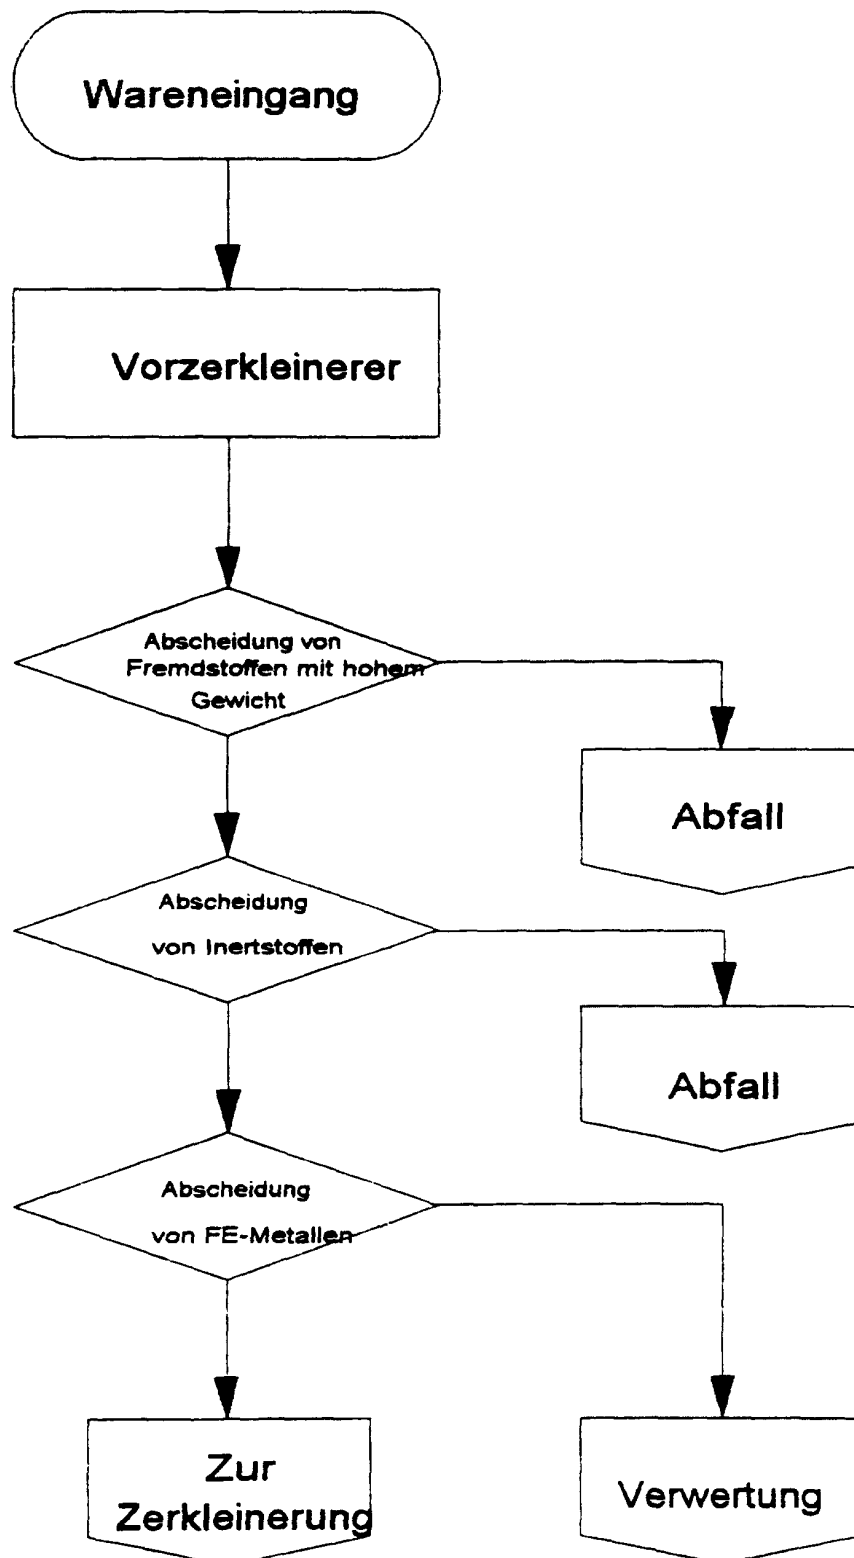 Wareneingang
Vorzerkleinerer
Abscheidung von
Fremdstoffen mit hohem
Gewicht
Abfall
Abscheidung
von Inertstoffen
Abfall
Abscheidung
von FE-Metallen
Zur
Zerkleinerung
Verwertung